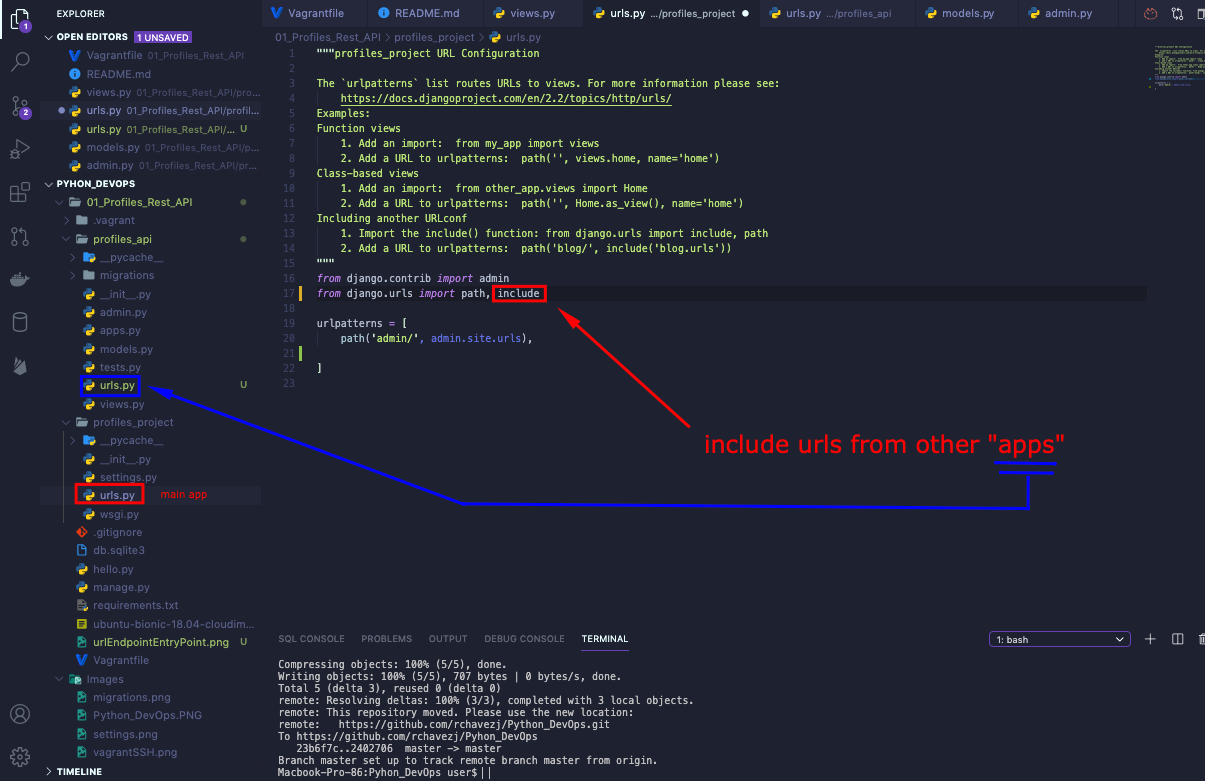 EXPLORER
OPEN EDITORS 1 UNSAVED
Vagrantfile 01_Profiles_Rest_API
README.md
views.py 01_Profiles_Rest_API/pro...
urls.py 01_Profiles_Rest_API/profil...
urls.py 01_Profiles_Rest_API/... U
models.py 01_Profiles_Rest_API/p...
admin.py 01_Profiles_Rest_API/pr...
PYHON_DEVOPS
01_Profiles_Rest_API
.vagrant
profiles_api
__pycache__
migrations
__init__.py
admin.py
apps.py
models.py
tests.py
urls.py U
views.py
profiles_project
__pycache__
__init__.py
settings.py
urls.py main app
wsgi.py
.gitignore
db.sqlite3
hello.py
manage.py
requirements.txt
ubuntu-bionic-18.04-cloudim...
urlEndpointEntryPoint.png U
Vagrantfile
Images
migrations.png
Python_DevOps.PNG
settings.png
vagrantSSH.png
TIMELINE
1
2
Vagrantfile README.md views.py urls.py .../profiles_project urls.py .../profiles_api models.py admin.py
01_Profiles_Rest_API > profiles_project > urls.py
1 """profiles_project URL Configuration
2
3 The `urlpatterns` list routes URLs to views. For more information please see:
4 https://docs.djangoproject.com/en/2.2/topics/http/urls/
5 Examples:
6 Function views
7 1. Add an import:  from my_app import views
8 2. Add a URL to urlpatterns:  path('', views.home, name='home')
9 Class-based views
10 1. Add an import:  from other_app.views import Home
11 2. Add a URL to urlpatterns:  path('', Home.as_view(), name='home')
12 Including another URLconf
13 1. Import the include() function: from django.urls import include, path
14 2. Add a URL to urlpatterns:  path('blog/', include('blog.urls'))
15 """
16 from django.contrib import admin
17 from django.urls import path, include
18
19 urlpatterns = [
20 path('admin/', admin.site.urls),
21
22 ]
23
include urls from other "apps"
SQL CONSOLE PROBLEMS OUTPUT DEBUG CONSOLE TERMINAL 1: bash
Compressing objects: 100% (5/5), done.
Writing objects: 100% (5/5), 707 bytes | 0 bytes/s, done.
Total 5 (delta 3), reused 0 (delta 0)
remote: Resolving deltas: 100% (3/3), completed with 3 local objects.
remote: This repository moved. Please use the new location:
remote:   https://github.com/rchavezj/Python_DevOps.git
To https://github.com/rchavezj/Pyhon_DevOps
23b6f7c..2402706  master -> master
Branch master set up to track remote branch master from origin.
Macbook-Pro-86:Pyhon_DevOps user$